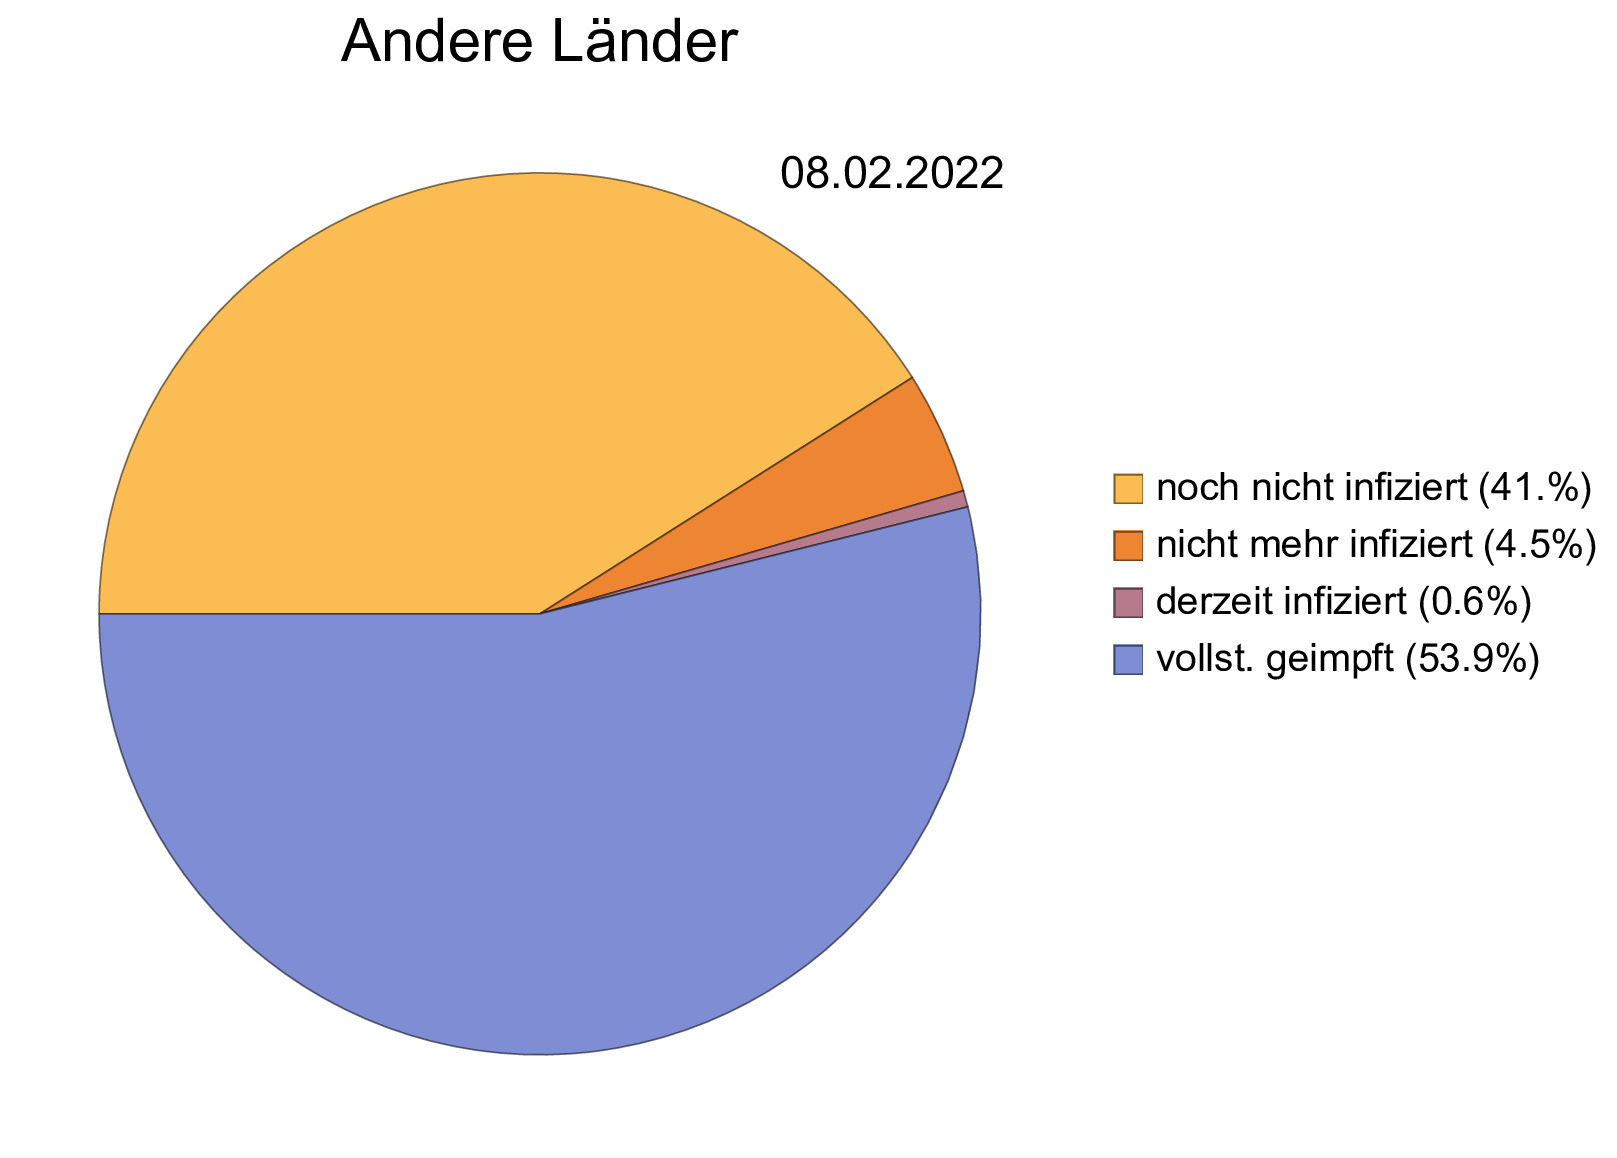 Andere Länder
08.02.2022
noch nicht infiziert (41.%)
nicht mehr infiziert (4.5%)
derzeit infiziert (0.6%)
vollst. geimpft (53.9%)